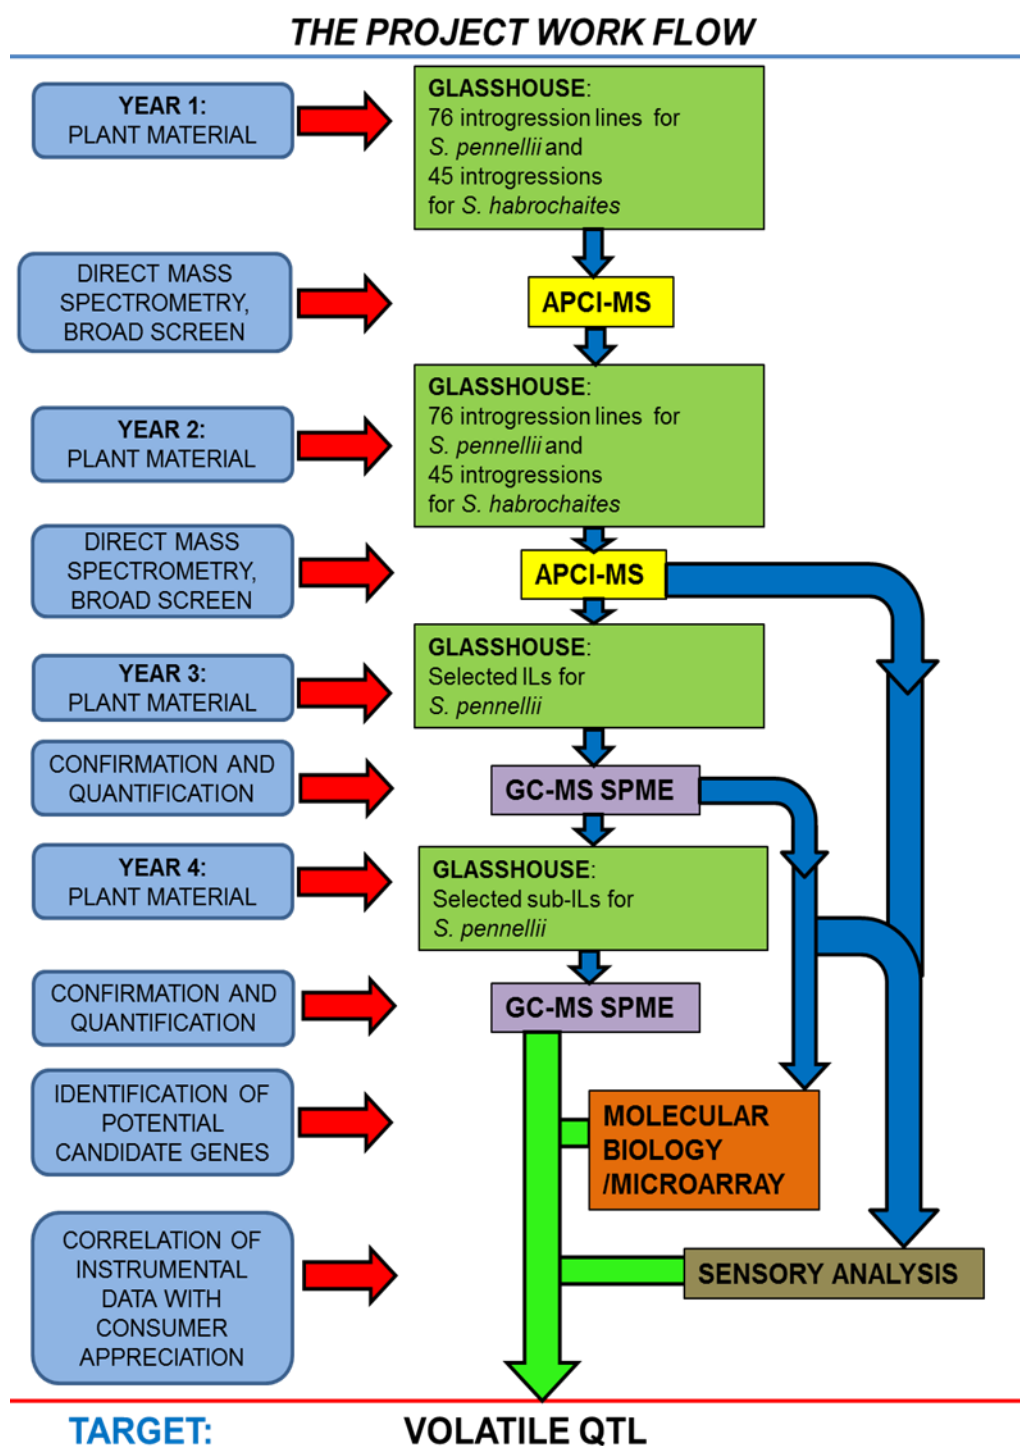 THE PROJECT WORK FLOW
YEAR 1:
PLANT MATERIAL
GLASSHOUSE:
76 introgression lines for
S. pennellii and
45 introgressions
for S. habrochaites
DIRECT MASS
SPECTROMETRY,
BROAD SCREEN
APCI-MS
YEAR 2:
PLANT MATERIAL
GLASSHOUSE:
76 introgression lines for
S. pennellii and
45 introgressions
for S. habrochaites
DIRECT MASS
SPECTROMETRY,
BROAD SCREEN
APCI-MS
YEAR 3:
PLANT MATERIAL
GLASSHOUSE:
Selected ILs for
S. pennellii
CONFIRMATION AND
QUANTIFICATION
GC-MS SPME
YEAR 4:
PLANT MATERIAL
GLASSHOUSE:
Selected sub-ILs for
S. pennellii
CONFIRMATION AND
QUANTIFICATION
GC-MS SPME
IDENTIFICATION OF
POTENTIAL
CANDIDATE GENES
MOLECULAR
BIOLOGY
/MICROARRAY
CORRELATION OF
INSTRUMENTAL
DATA WITH
CONSUMER
APPRECIATION
SENSORY ANALYSIS
TARGET: VOLATILE QTL